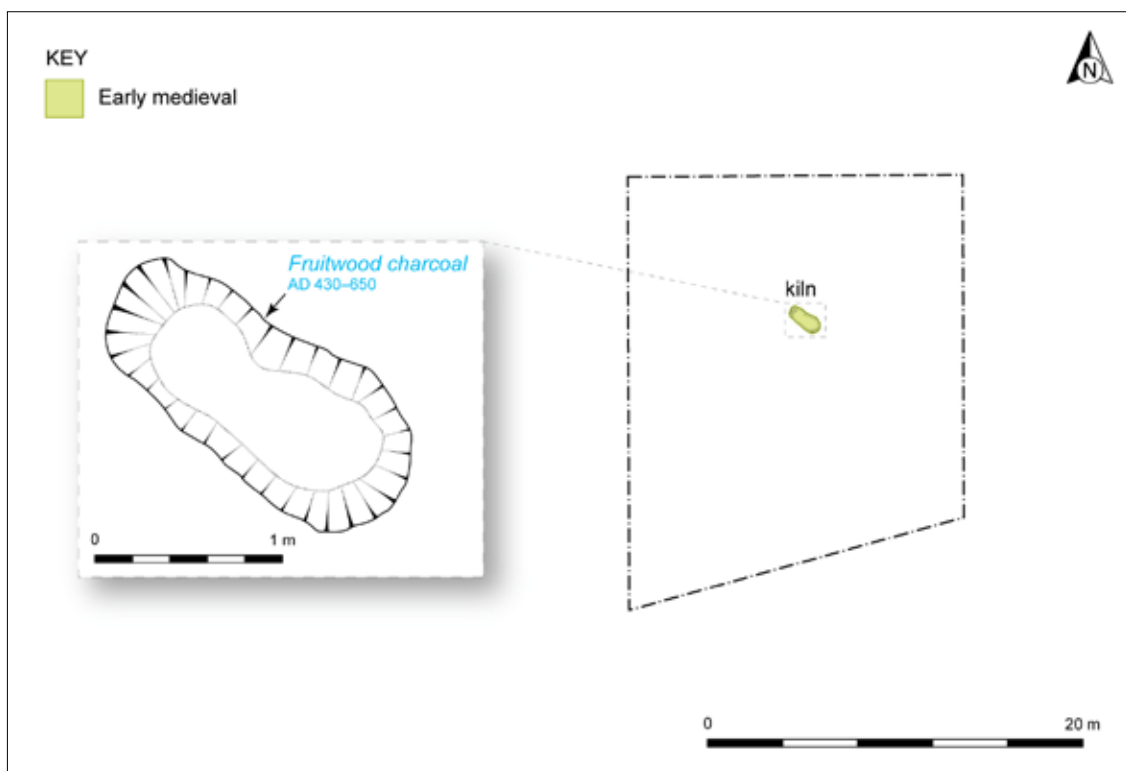 KEY
Early medieval
N
Fruitwood charcoal
AD 430–650
kiln
0 1 m
0 20 m